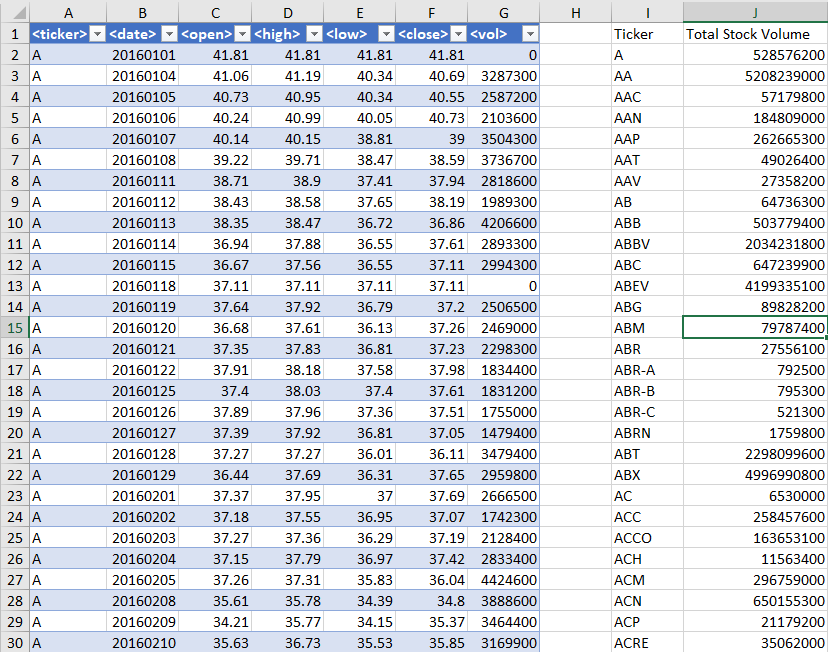 A B C D E F G H I J
1 <ticker> <date> <open> <high> <low> <close> <vol> Ticker Total Stock Volume
2 A 20160101 41.81 41.81 41.81 41.81 0 A 528576200
3 A 20160104 41.06 41.19 40.34 40.69 3287300 AA 5208239000
4 A 20160105 40.73 40.95 40.34 40.55 2587200 AAC 57179800
5 A 20160106 40.24 40.99 40.05 40.73 2103600 AAN 184809000
6 A 20160107 40.14 40.15 38.81 39 3504300 AAP 262665300
7 A 20160108 39.22 39.71 38.47 38.59 3736700 AAT 49026400
8 A 20160111 38.71 38.9 37.41 37.94 2818600 AAV 27358200
9 A 20160112 38.43 38.58 37.65 38.19 1989300 AB 64736300
10 A 20160113 38.35 38.47 36.72 36.86 4206600 ABB 503779400
11 A 20160114 36.94 37.88 36.55 37.61 2893300 ABBV 2034231800
12 A 20160115 36.67 37.56 36.55 37.11 2994300 ABC 647239900
13 A 20160118 37.11 37.11 37.11 37.11 0 ABEV 4199335100
14 A 20160119 37.64 37.92 36.79 37.2 2506500 ABG 89828200
15 A 20160120 36.68 37.61 36.13 37.26 2469000 ABM 79787400
16 A 20160121 37.35 37.83 36.81 37.23 2298300 ABR 27556100
17 A 20160122 37.91 38.18 37.58 37.98 1834400 ABR-A 792500
18 A 20160125 37.4 38.03 37.4 37.61 1831200 ABR-B 795300
19 A 20160126 37.89 37.96 37.36 37.51 1755000 ABR-C 521300
20 A 20160127 37.39 37.92 36.81 37.05 1479400 ABRN 1759800
21 A 20160128 37.27 37.27 36.01 36.11 3479400 ABT 2298099600
22 A 20160129 36.44 37.69 36.31 37.65 2959800 ABX 4996990800
23 A 20160201 37.37 37.95 37 37.69 2666500 AC 6530000
24 A 20160202 37.18 37.55 36.95 37.07 1742300 ACC 258457600
25 A 20160203 37.27 37.36 36.29 37.19 2128400 ACCO 163653100
26 A 20160204 37.15 37.79 36.97 37.42 2833400 ACH 11563400
27 A 20160205 37.26 37.31 35.83 36.04 4424600 ACM 296759000
28 A 20160208 35.61 35.78 34.39 34.8 3888600 ACN 650155300
29 A 20160209 34.21 35.77 34.15 35.37 3464400 ACP 21179200
30 A 20160210 35.63 36.73 35.53 35.85 3169900 ACRE 35062000